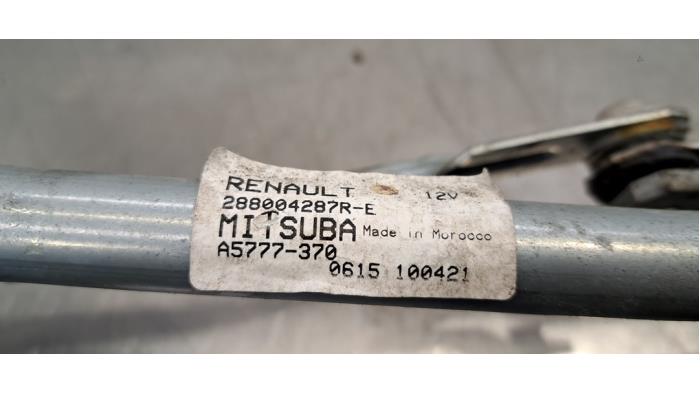 RENAULT 12V
288004287R-E
MITSUBA Made in Morocco
A5777-370
0615 100421